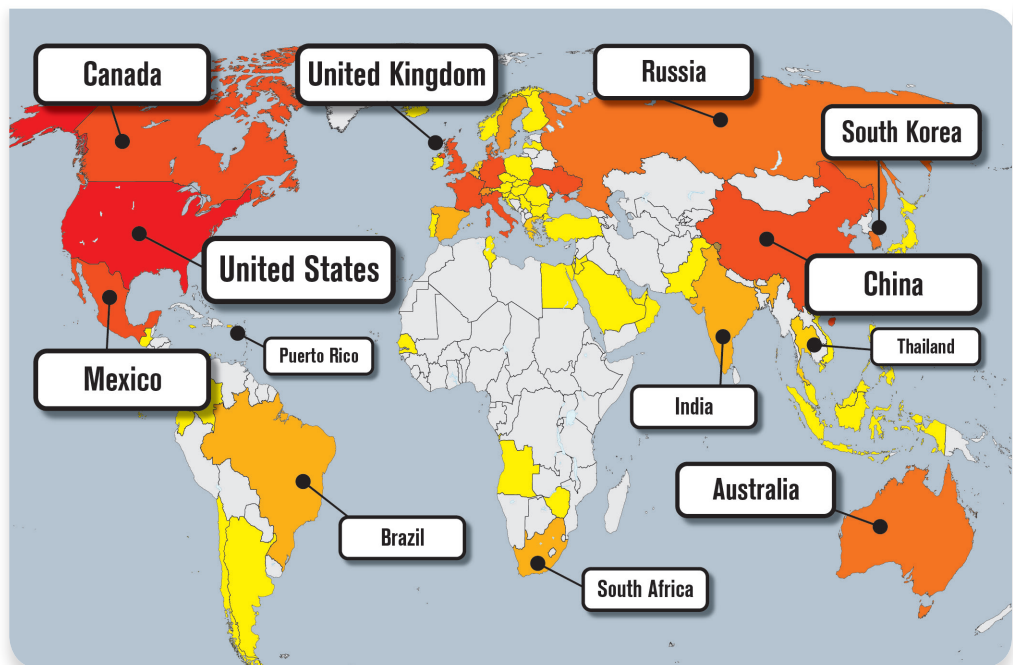 Canada
United Kingdom
Russia
South Korea
United States
China
Puerto Rico
Thailand
Mexico
India
Australia
Brazil
South Africa